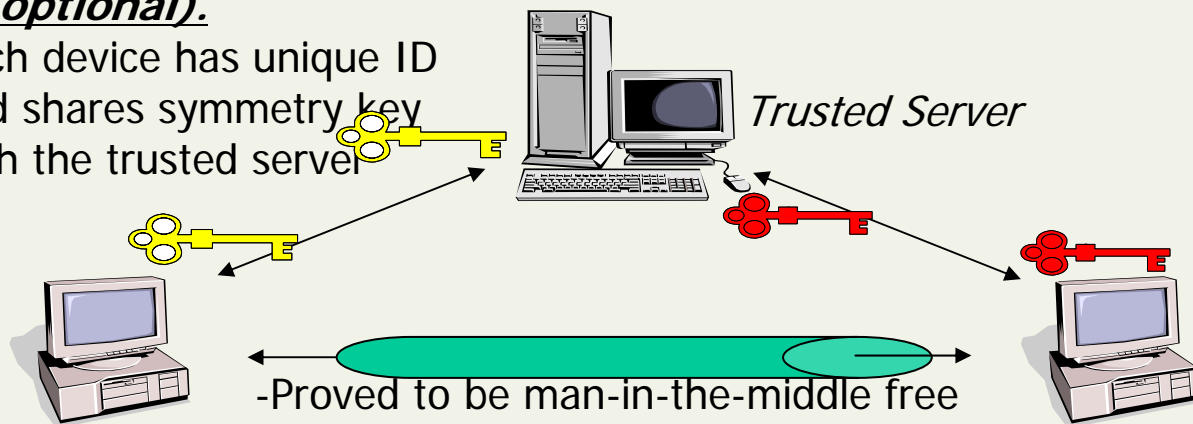 optional).
ch device has unique ID
d shares symmetry key
h the trusted server
Trusted Server
-Proved to be man-in-the-middle free